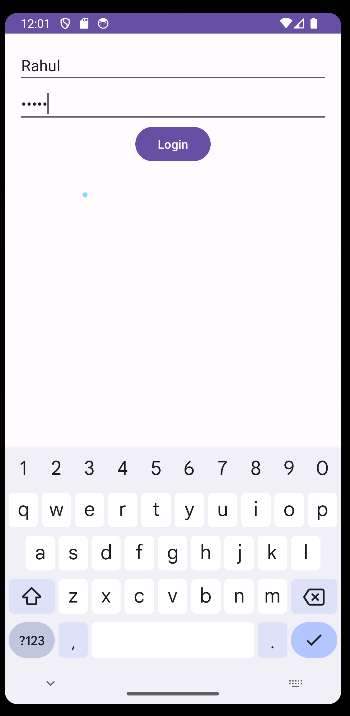 12:01
Rahul
•••••
Login
1 2 3 4 5 6 7 8 9 0
q w e r t y u i o p
a s d f g h j k l
z x c v b n m
?123 , .